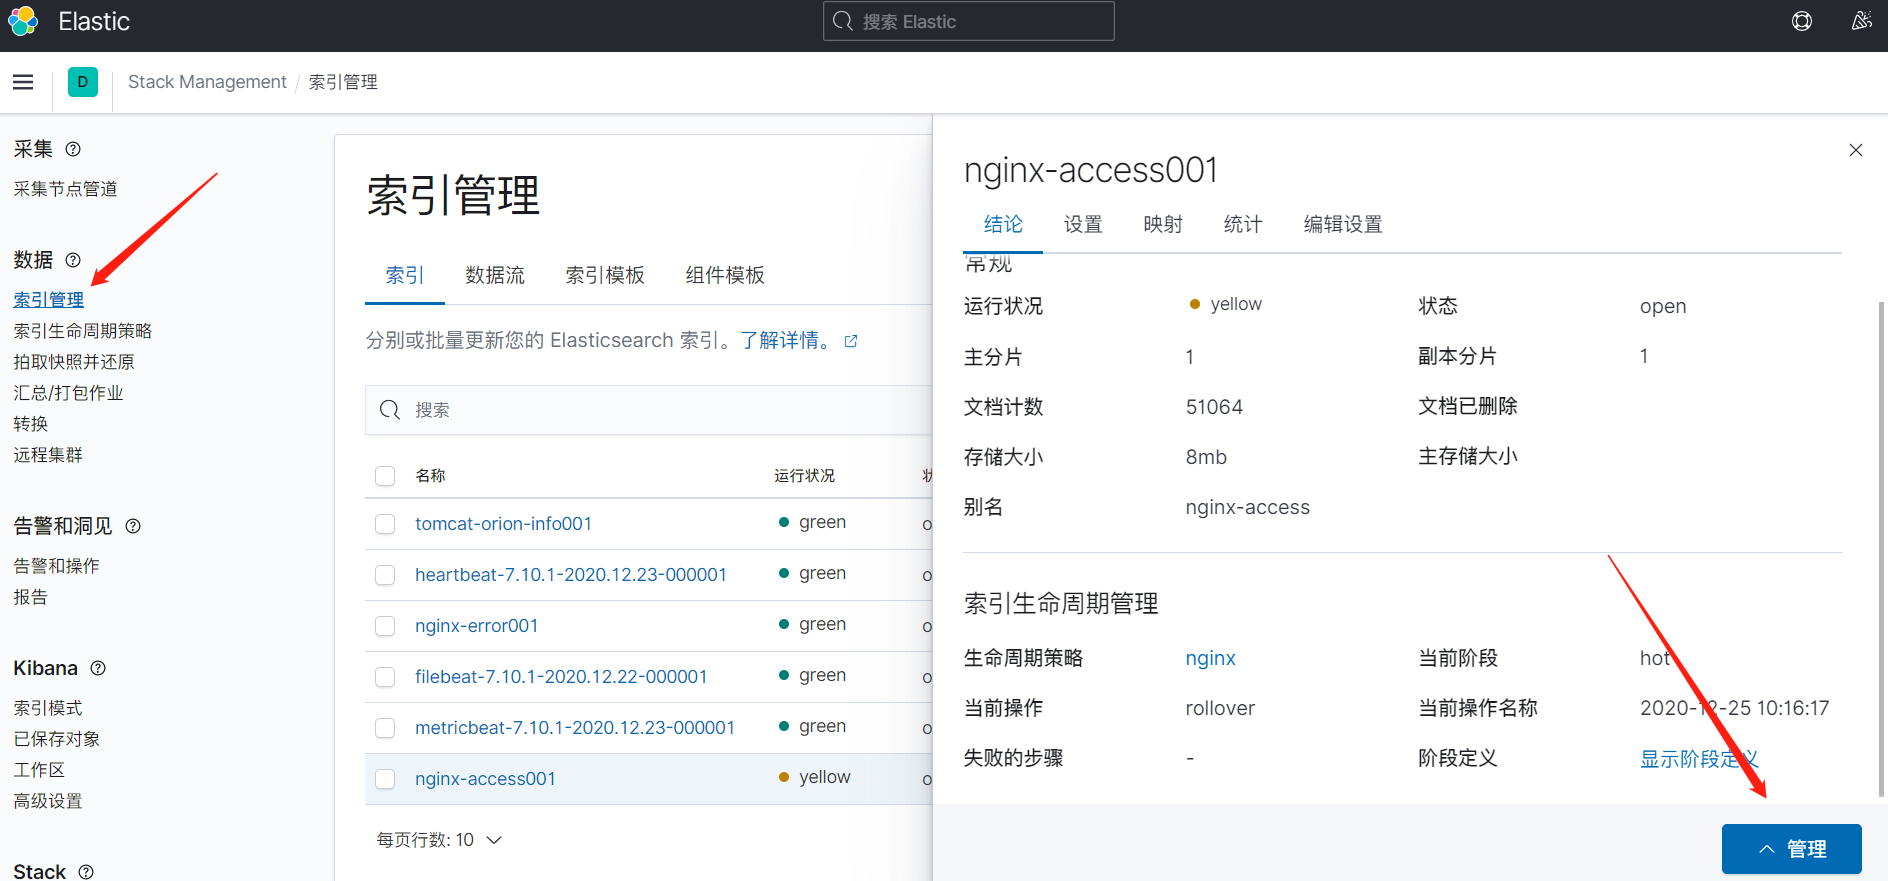 Elastic
搜索 Elastic
D
Stack Management / 索引管理
采集
采集节点管道
数据
索引管理
索引生命周期策略
拍取快照并还原
汇总/打包作业
转换
远程集群
告警和洞见
告警和操作
报告
Kibana
索引模式
已保存对象
工作区
高级设置
Stack
索引管理
索引 数据流 索引模板 组件模板
分别或批量更新您的 Elasticsearch 索引。了解详情。
搜索
名称 运行状况
tomcat-orion-info001 green
heartbeat-7.10.1-2020.12.23-000001 green
nginx-error001 green
filebeat-7.10.1-2020.12.22-000001 green
metricbeat-7.10.1-2020.12.23-000001 green
nginx-access001 yellow
每页行数: 10
nginx-access001
结论 设置 映射 统计 编辑设置
常规
运行状况 yellow 状态 open
主分片 1 副本分片 1
文档计数 51064 文档已删除
存储大小 8mb 主存储大小
别名 nginx-access
索引生命周期管理
生命周期策略 nginx 当前阶段 hot
当前操作 rollover 当前操作名称 2020-12-25 10:16:17
失败的步骤 - 阶段定义 显示阶段定义
管理